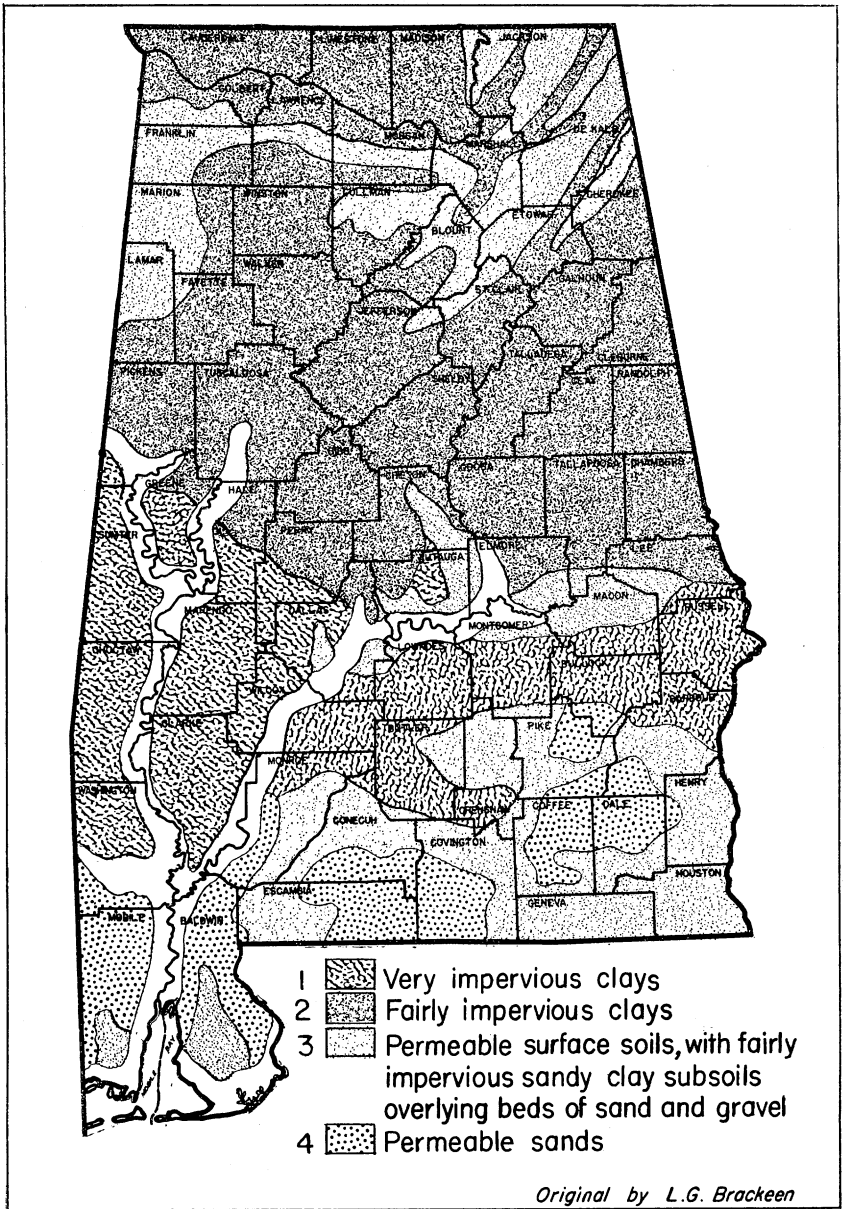 LAUDERDALE LIMESTONE MADISON JACKSON
COLBERT
LAWRENCE
FRANKLIN MORGAN DE KALB
MARSHALL
MARION WINSTON CULLMAN CHEROKEE
ETOWAH
BLOUNT
LAMAR WALKER
FAYETTE ST. CLAIR CALHOUN
JEFFERSON
TALLADEGA CLEBURNE
PICKENS TUSCALOOSA SHELBY CLAY RANDOLPH
BIBB
GREENE HALE CHILTON COOSA TALLAPOOSA CHAMBERS
SUMTER PERRY AUTAUGA ELMORE LEE
MARENGO DALLAS MACON RUSSELL
MONTGOMERY
CHOCTAW LOWNDES BULLOCK
WILCOX BARBOUR
CLARKE BUTLER PIKE
MONROE
WASHINGTON CONECUH CRENSHAW COFFEE DALE HENRY
COVINGTON
ESCAMBIA HOUSTON
MOBILE BALDWIN GENEVA
1 Very impervious clays
2 Fairly impervious clays
3 Permeable surface soils, with fairly
impervious sandy clay subsoils
overlying beds of sand and gravel
4 Permeable sands
Original by L.G. Brackeen